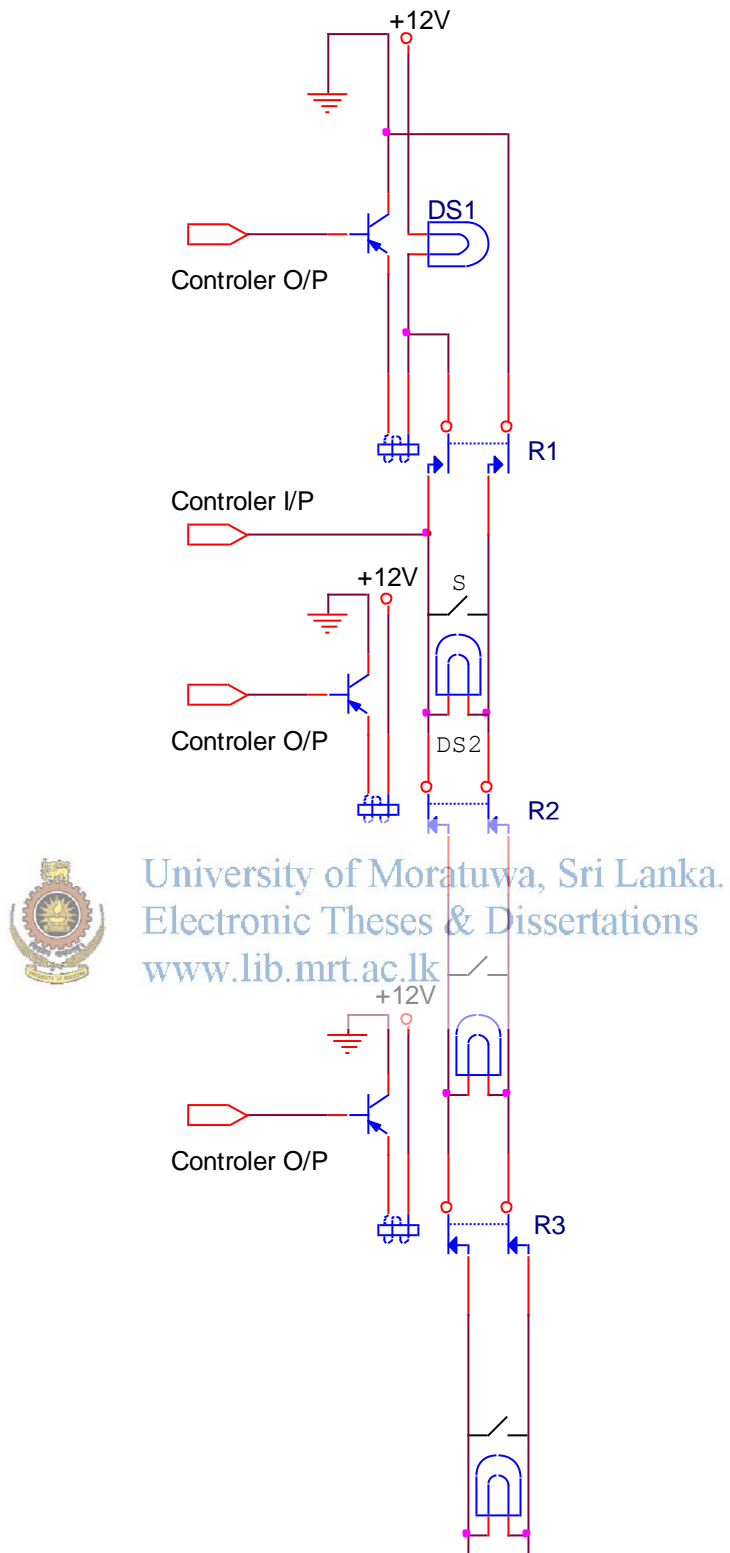 +12V
DS1
Controler O/P
R1
Controler I/P
+12V
S
Controler O/P
DS2
R2
University of Moratuwa, Sri Lanka.
Electronic Theses & Dissertations
www.lib.mrt.ac.lk
+12V
Controler O/P
R3